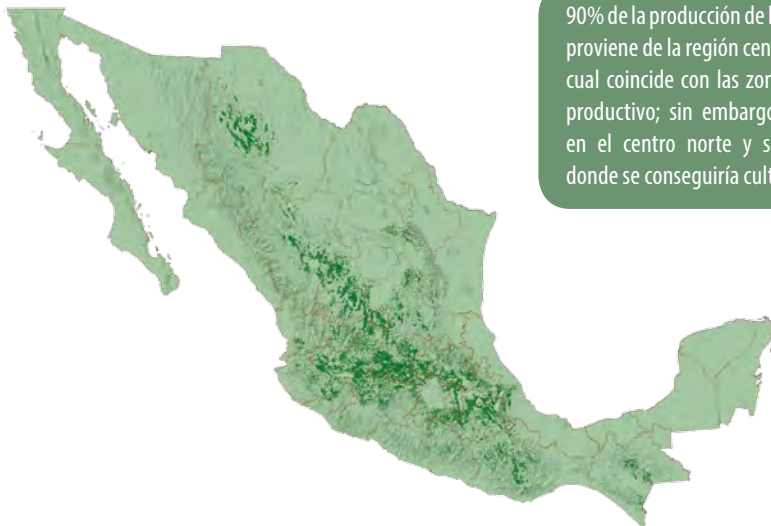 90% de la producción de
proviene de la región
cual coincide con las
productivo; sin embargo
en el centro norte y
donde se conseguiría